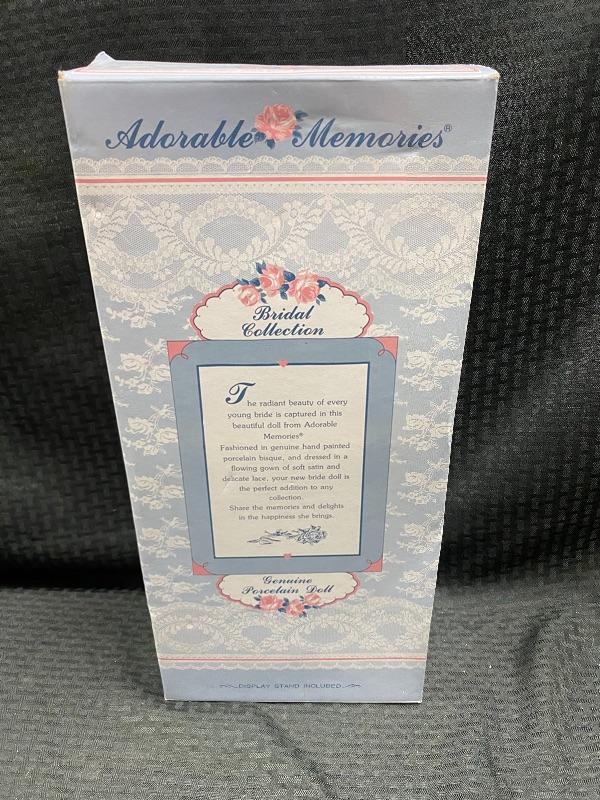 Adorable Memories®
Bridal
Collection
The radiant beauty of every
young bride is captured in this
beautiful doll from Adorable
Memories®
Fashioned in genuine hand painted
porcelain bisque, and dressed in a
flowing gown of soft satin and
delicate lace, your new bride doll is
the perfect addition to any
collection.
Share the memories and delights
in the happiness she brings.
Genuine
Porcelain Doll
DISPLAY STAND INCLUDED